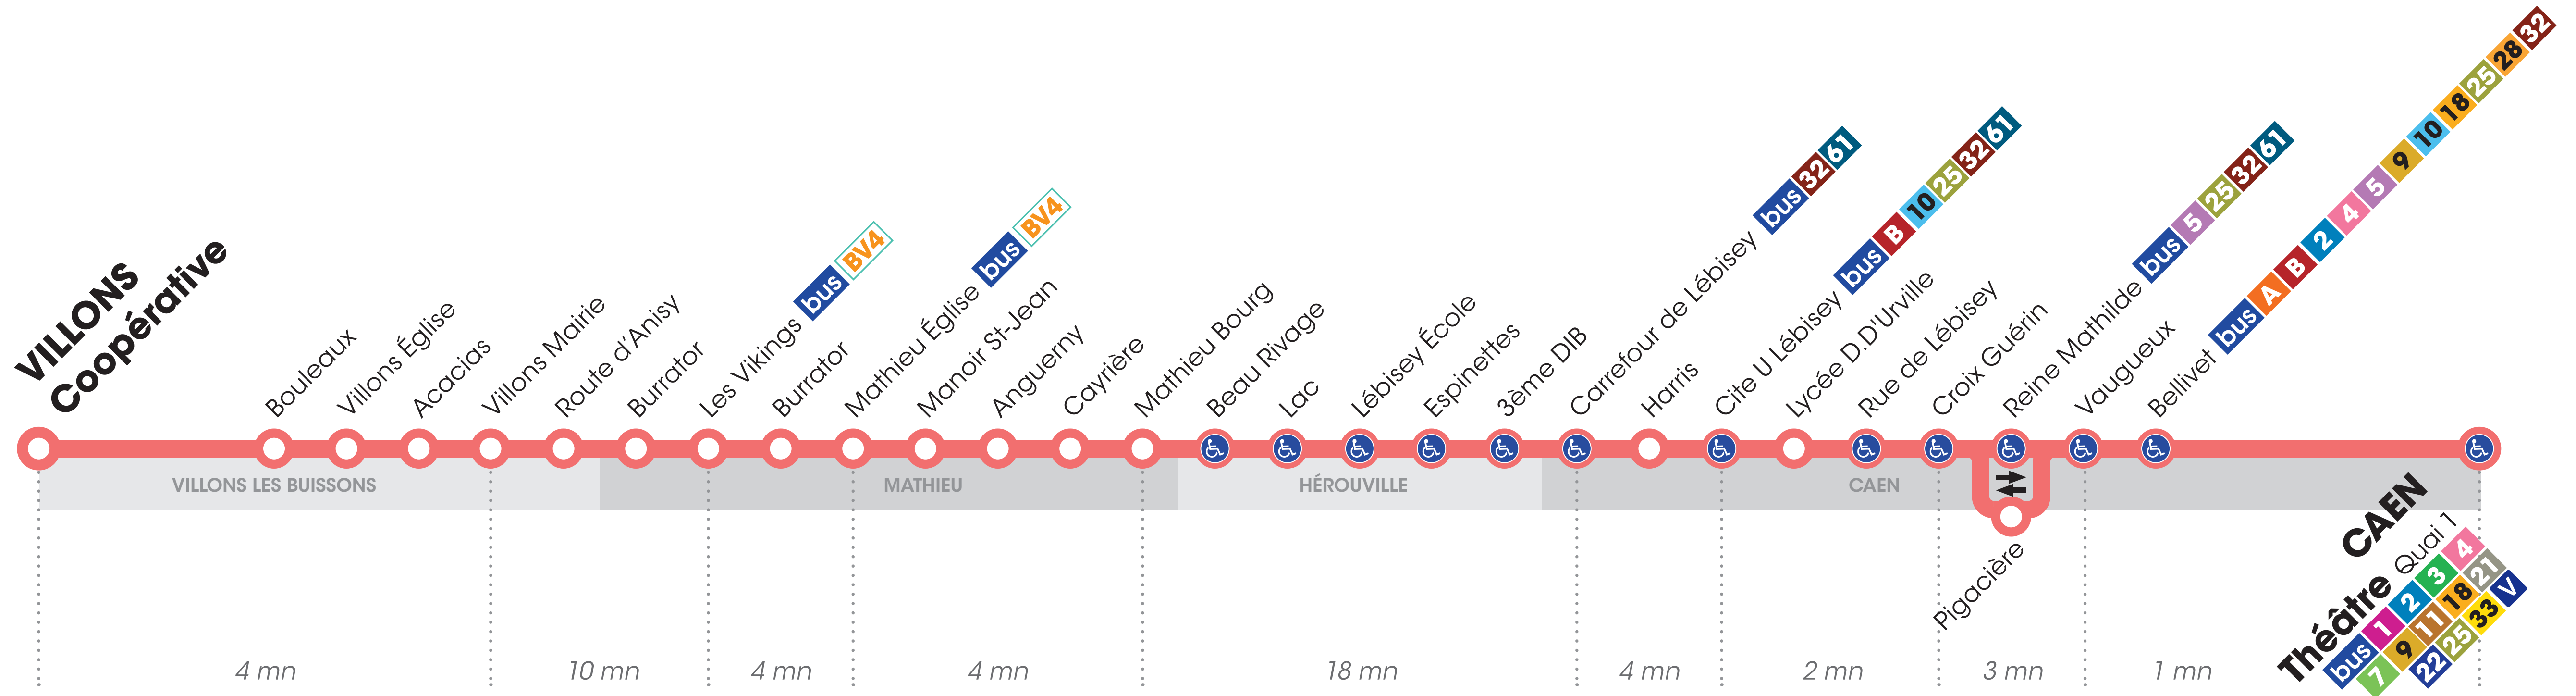 VILLONS
Coopérative
Bouleaux
Villons Église
Acacias
Villons Mairie
Route d'Anisy
Burrator
Les Vikings bus BV4
Burrator
Mathieu Église bus BV4
Manoir St-Jean
Anguerny
Cayrière
Mathieu Bourg
Beau Rivage
Lac
Lébisey École
Espinettes
3ème DIB
Carrefour de Lébisey bus 32 61
Harris
Cite U Lébisey bus B 10 25 32 61
Lycée D.D'Urville
Rue de Lébisey
Croix Guérin
Reine Mathilde bus 5 25 32 61
Vaugueux
Bellivet bus A B 2 4 5 9 10 18 25 28 32
VILLONS LES BUISSONS
MATHIEU
HÉROUVILLE
CAEN
Pigacière
CAEN
Théâtre Quai 1
bus 1 2 3 4
7 9 11 18 21
22 25 33 V
4 mn
10 mn
4 mn
4 mn
18 mn
4 mn
2 mn
3 mn
1 mn